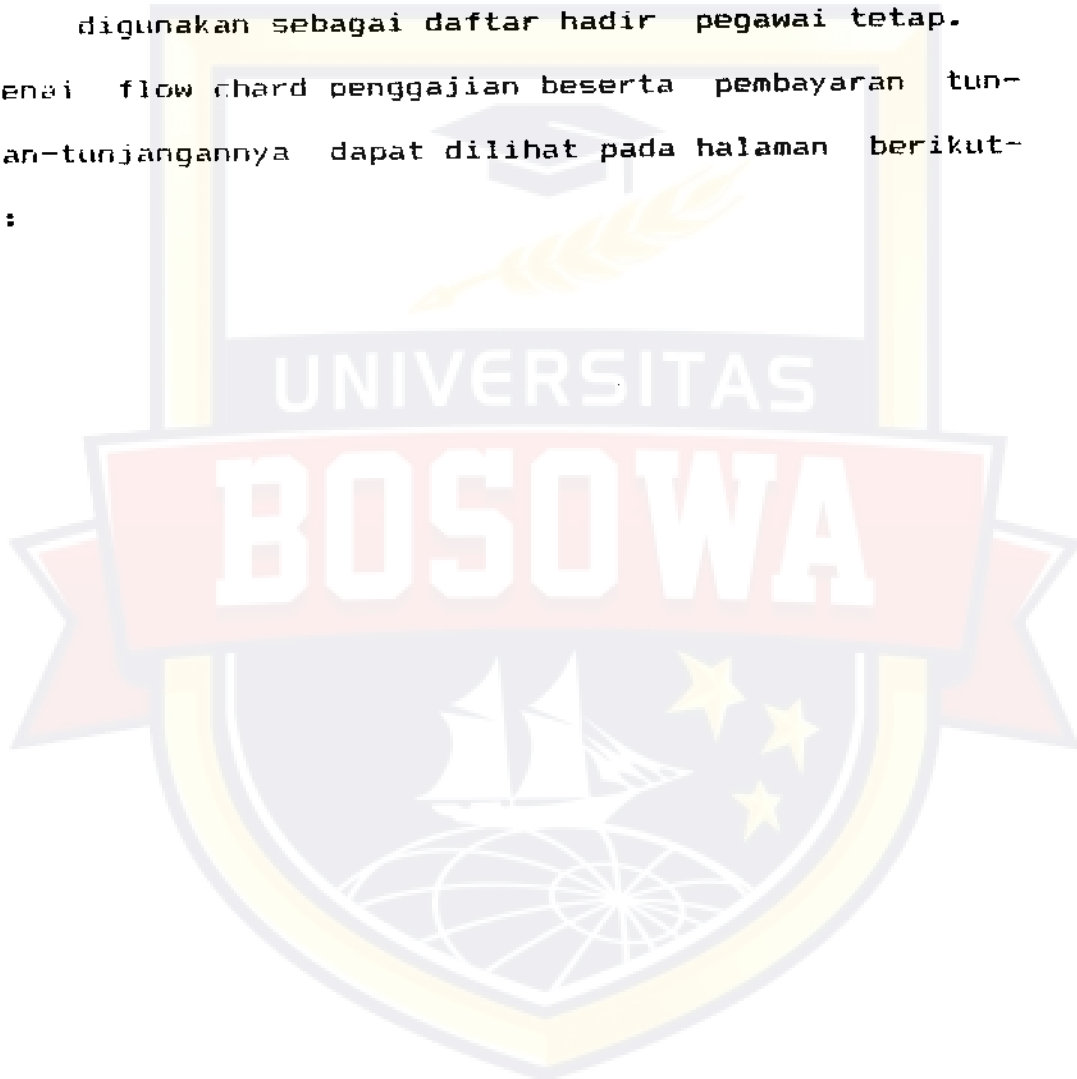 digunakan sebagai daftar hadir pegawai tetap.
enai flow chard penggajian beserta pembayaran tun-
an-tunjangannya dapat dilihat pada halaman berikut-
:
UNIVERSITAS
BOSOWA